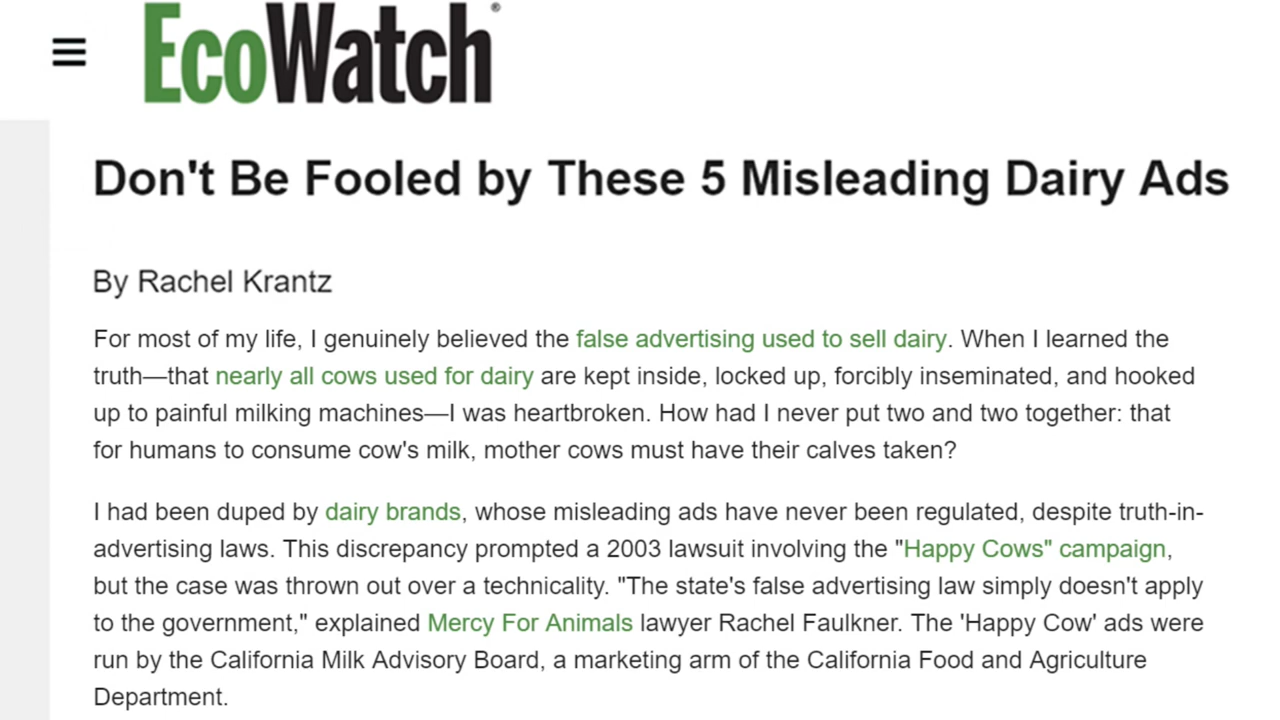 EcoWatch®
Don't Be Fooled by These 5 Misleading Dairy Ads
By Rachel Krantz
For most of my life, I genuinely believed the false advertising used to sell dairy. When I learned the
truth—that nearly all cows used for dairy are kept inside, locked up, forcibly inseminated, and hooked
up to painful milking machines—I was heartbroken. How had I never put two and two together: that
for humans to consume cow's milk, mother cows must have their calves taken?
I had been duped by dairy brands, whose misleading ads have never been regulated, despite truth-in-
advertising laws. This discrepancy prompted a 2003 lawsuit involving the "Happy Cows" campaign,
but the case was thrown out over a technicality. "The state's false advertising law simply doesn't apply
to the government," explained Mercy For Animals lawyer Rachel Faulkner. The 'Happy Cow' ads were
run by the California Milk Advisory Board, a marketing arm of the California Food and Agriculture
Department.